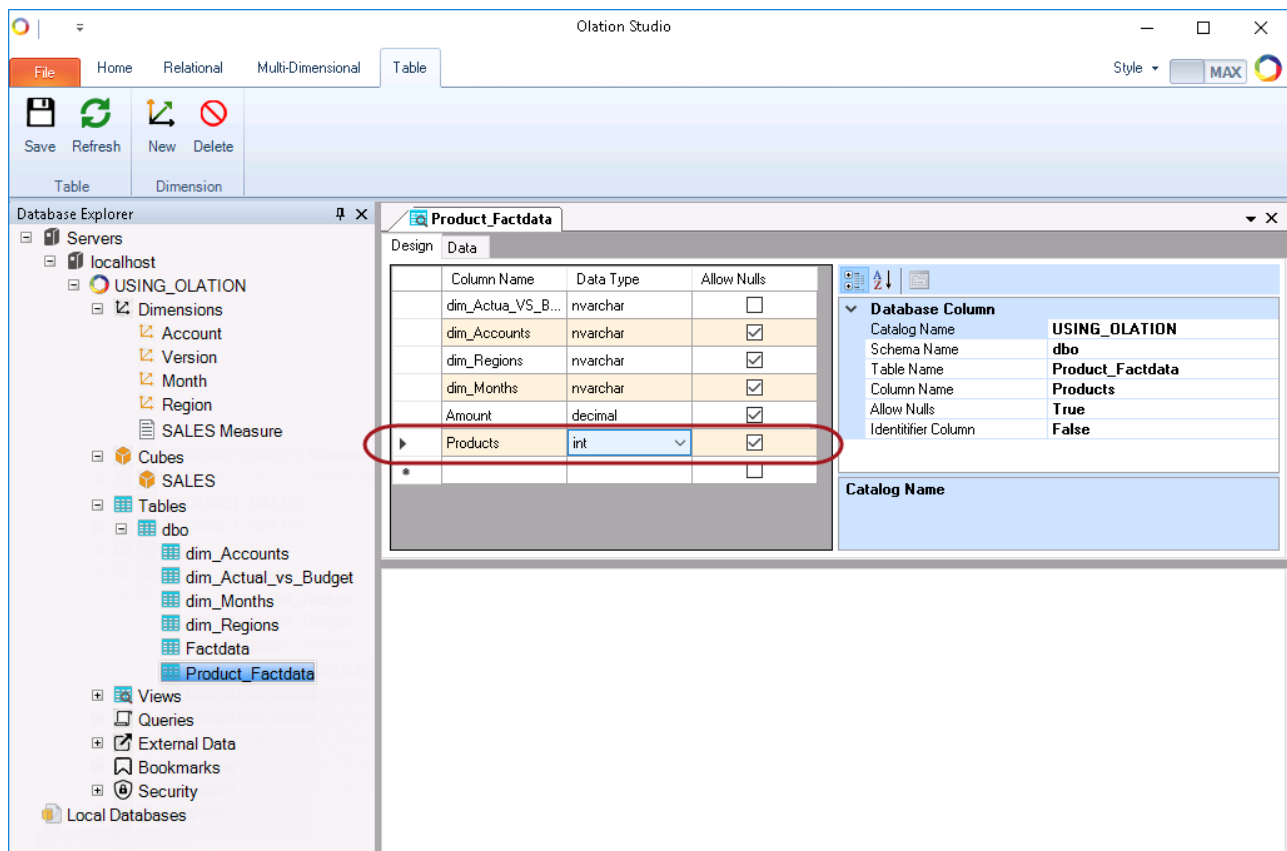 Olation Studio
File Home Relational Multi-Dimensional Table Style MAX
Save Refresh New Delete
Table Dimension
Database Explorer
Servers
localhost
USING_OLATION
Dimensions
Account
Version
Month
Region
SALES Measure
Cubes
SALES
Tables
dbo
dim_Accounts
dim_Actual_vs_Budget
dim_Months
dim_Regions
Factdata
Product_Factdata
Views
Queries
External Data
Bookmarks
Security
Local Databases
Product_Factdata
Design Data
Column Name Data Type Allow Nulls
dim_Actua_VS_B... nvarchar
dim_Accounts nvarchar
dim_Regions nvarchar
dim_Months nvarchar
Amount decimal
Products int
Database Column
Catalog Name USING_OLATION
Schema Name dbo
Table Name Product_Factdata
Column Name Products
Allow Nulls True
Identitifier Column False
Catalog Name